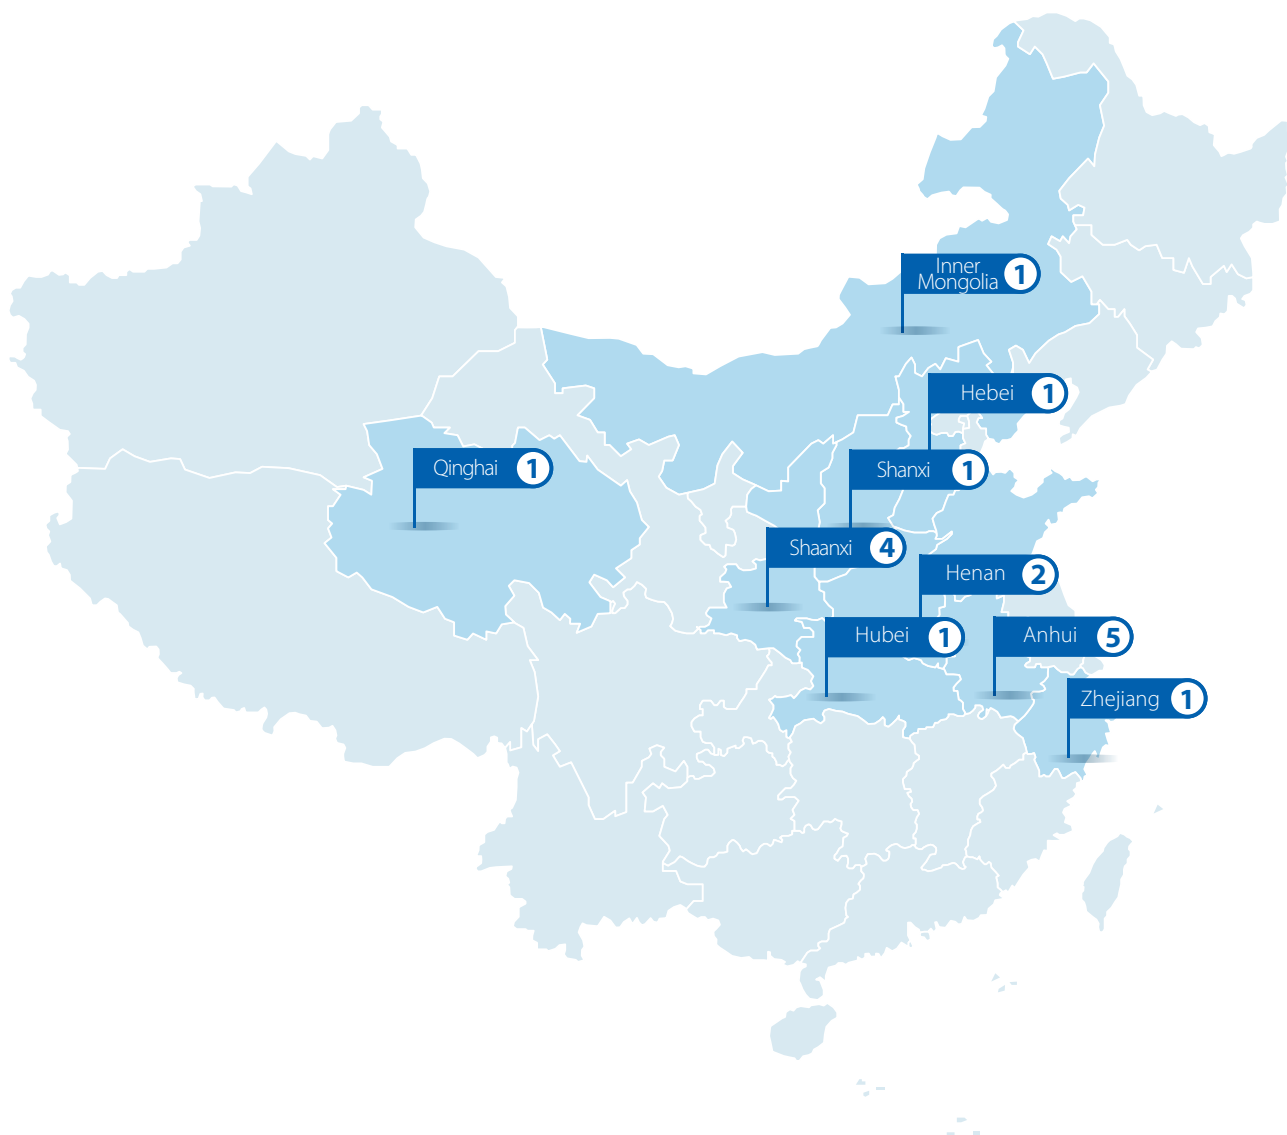 Inner
Mongolia 1
Hebei 1
Qinghai 1
Shanxi 1
Shaanxi 4
Henan 2
Hubei 1
Anhui 5
Zhejiang 1